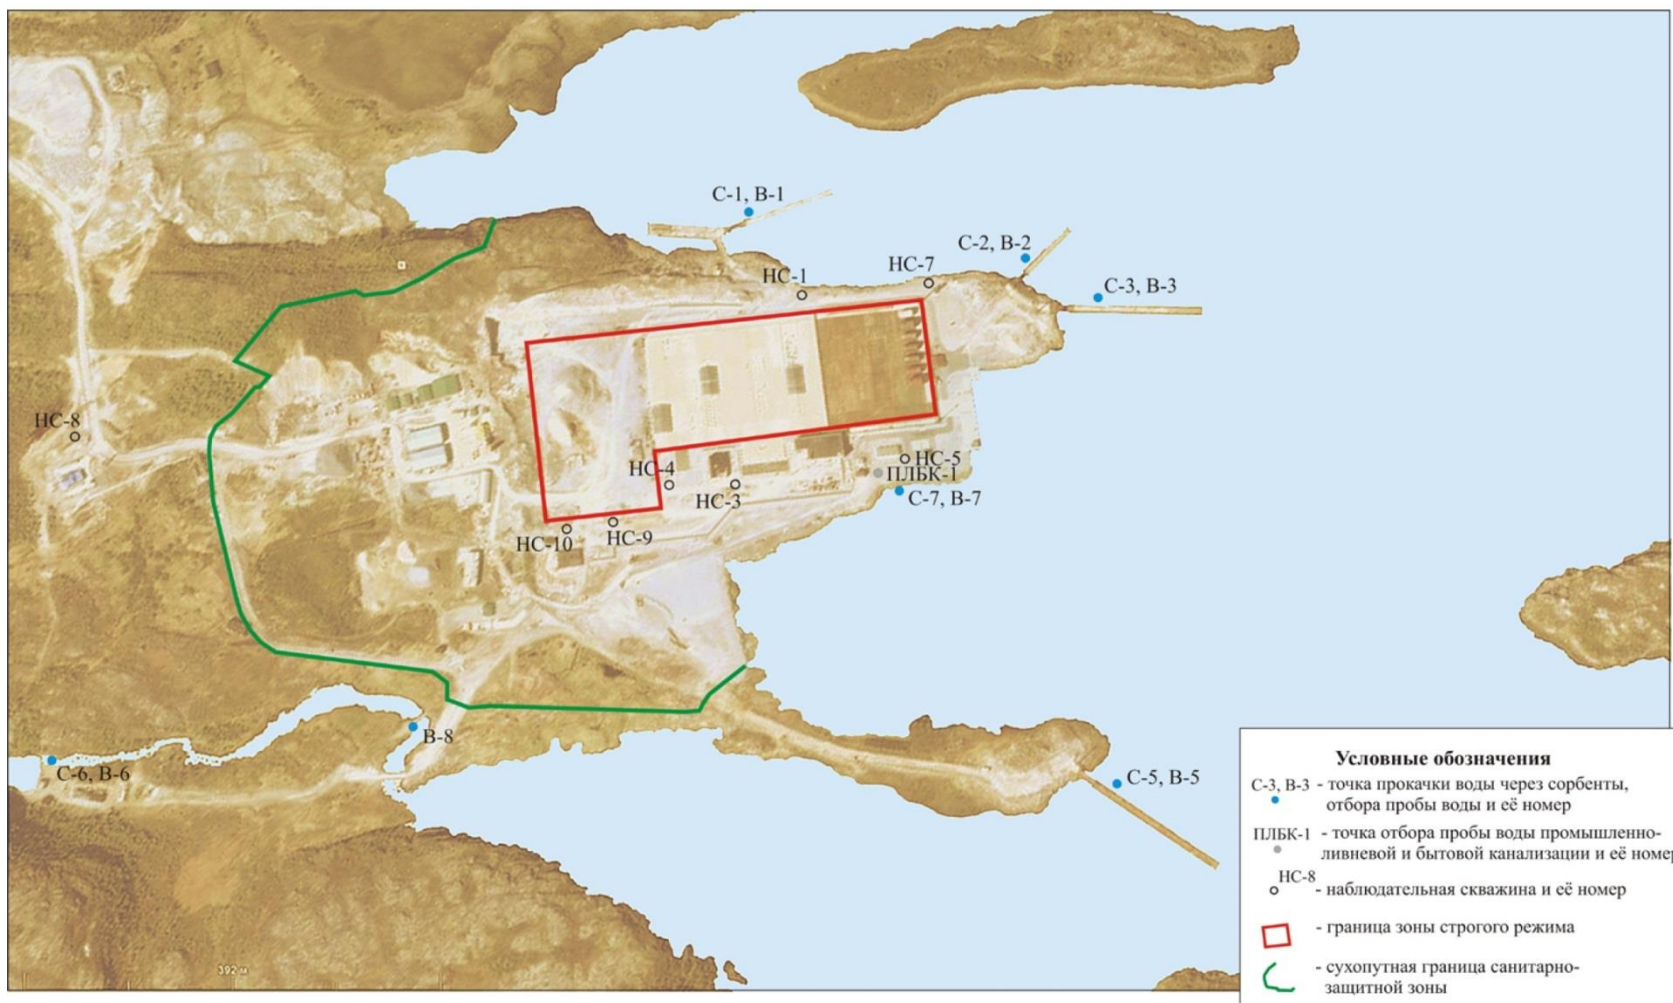 С-1, В-1
С-2, В-2
НС-7
НС-1
С-3, В-3
НС-8
НС-4
НС-5
ПЛБК-1
НС-3
С-7, В-7
НС-10
НС-9
В-8
С-6, В-6
С-5, В-5
392 м
Условные обозначения
С-3, В-3 - точка прокачки воды через сорбенты,
отбора пробы воды и её номер
ПЛБК-1 - точка отбора пробы воды промышленно-
ливневой и бытовой канализации и её номер
НС-8
- наблюдательная скважина и её номер
- граница зоны строгого режима
- сухопутная граница санитарно-
защитной зоны